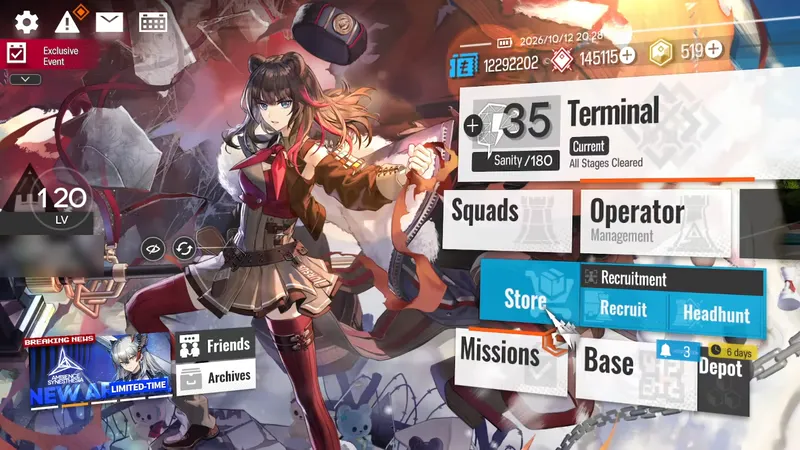 Exclusive
Event
2026/10/12 20:28
12292202
145115
519
35
Sanity /180
Terminal
Current
All Stages Cleared
120
LV
Squads
Operator
Management
Recruitment
Store
Recruit
Headhunt
BREAKING NEWS
AMBIENCE
SYNESTHESIA
LIMITED-TIME
Friends
Archives
Missions
Base
3
6 days
Depot